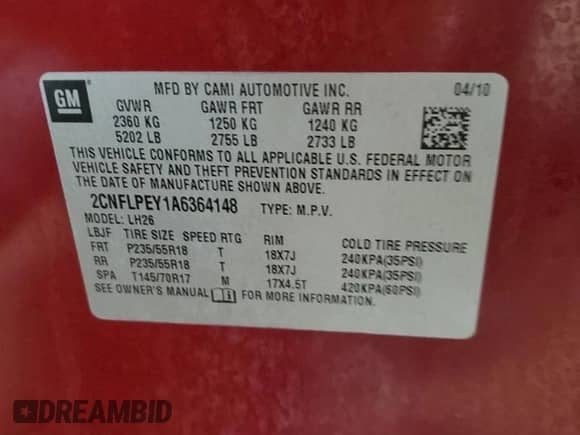 GM
MFD BY CAMI AUTOMOTIVE INC. 04/10
GVWR GAWR FRT GAWR RR
2360 KG 1250 KG 1240 KG
5202 LB 2755 LB 2733 LB
THIS VEHICLE CONFORMS TO ALL APPLICABLE U.S. FEDERAL MOTOR
VEHICLE SAFETY AND THEFT PREVENTION STANDARDS IN EFFECT ON
THE DATE OF MANUFACTURE SHOWN ABOVE.
2CNFLPEY1A6364148 TYPE: M.P.V.
MODEL: LH26
LBJF TIRE SIZE SPEED RTG RIM COLD TIRE PRESSURE
FRT P235/55R18 T 18X7J 240KPA(35PSI)
RR P235/55R18 T 18X7J 240KPA(35PSI)
SPA T145/70R17 M 17X4.5T 420KPA(60PSI)
SEE OWNER'S MANUAL FOR MORE INFORMATION.
DREAMBID